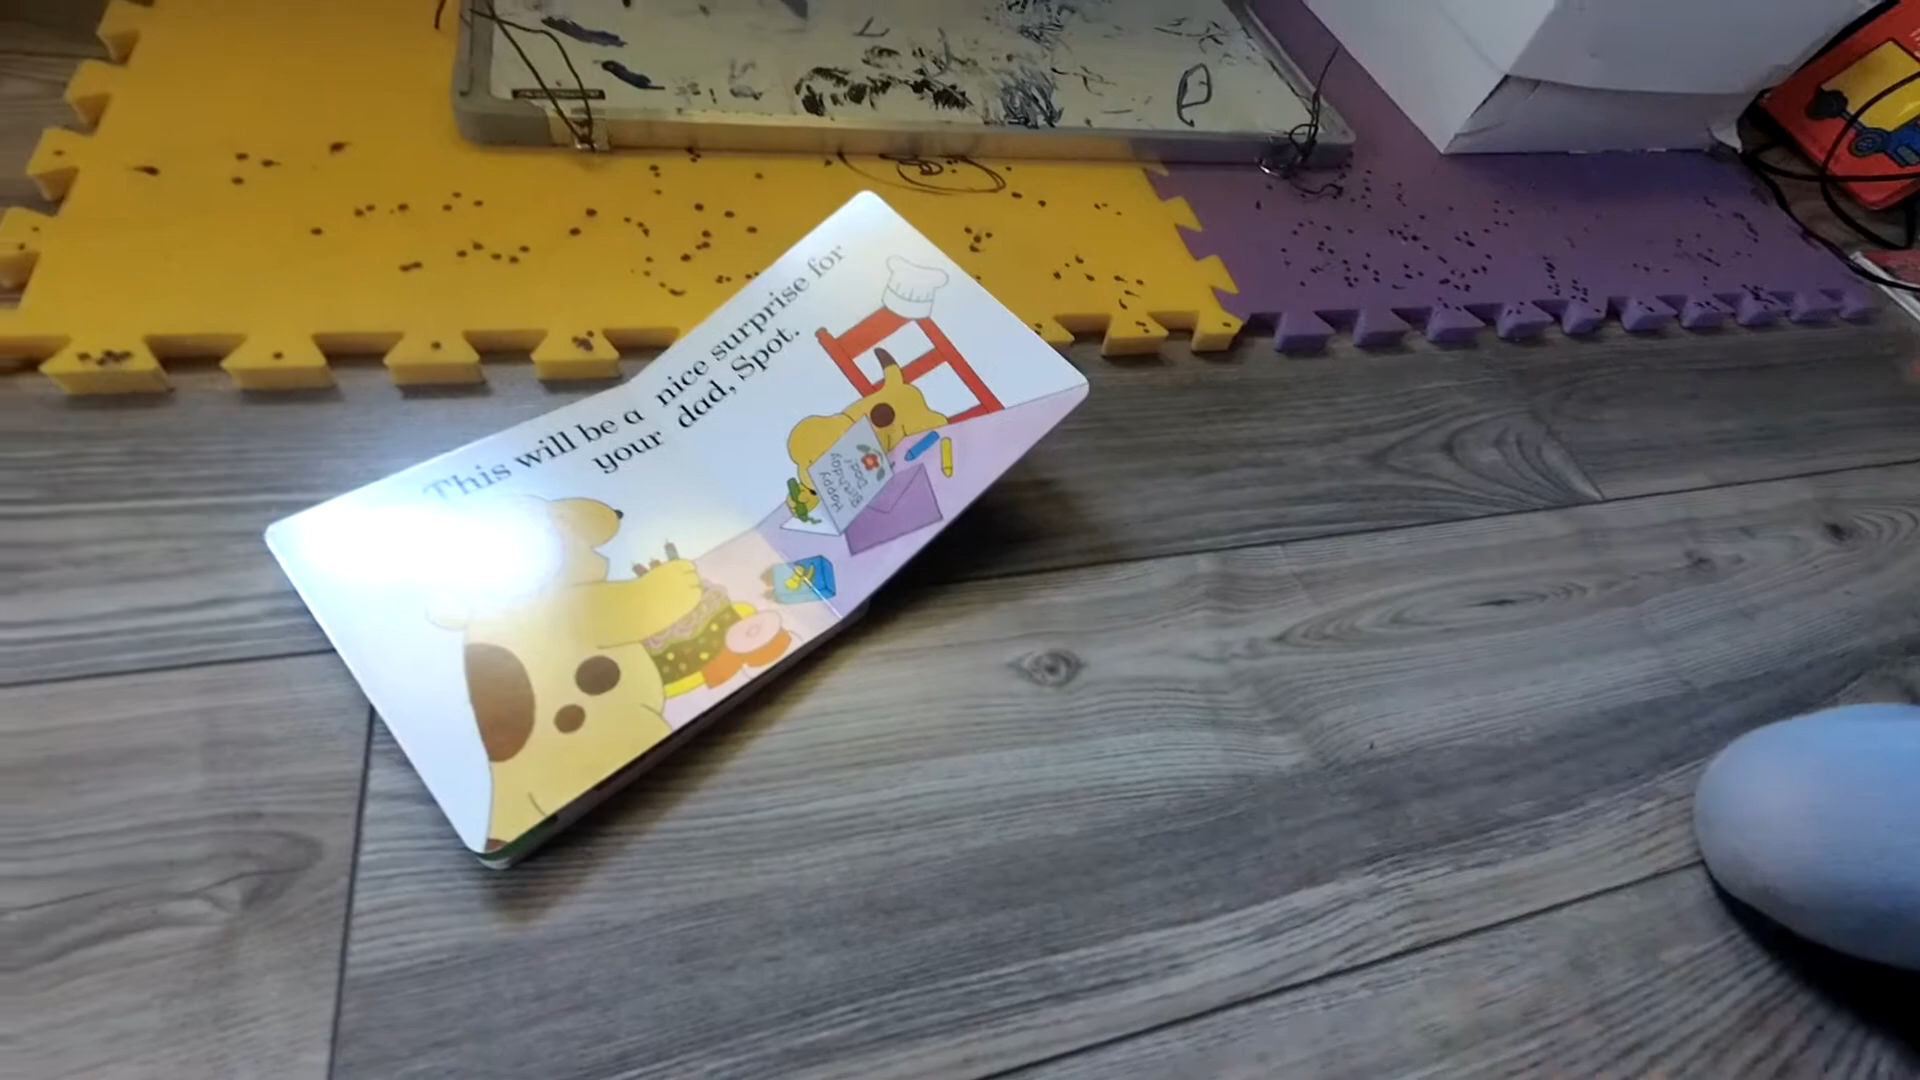 This will be a nice surprise for
your dad, Spot.
Happy
Birthday
Dad!